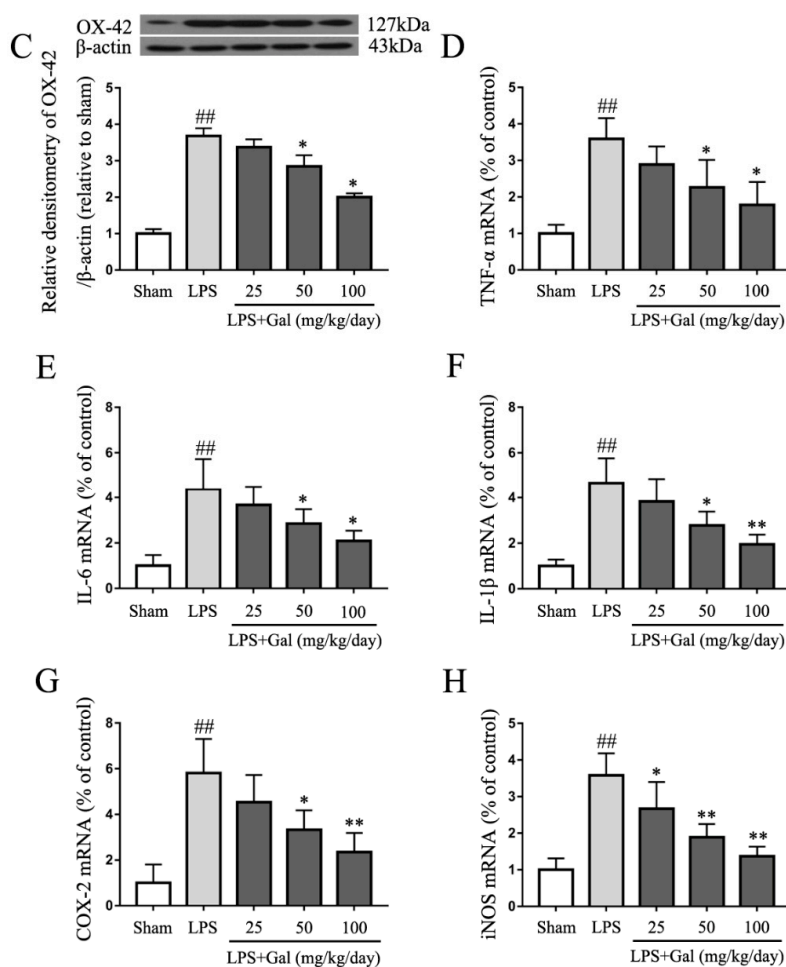 C
OX-42 127kDa
β-actin 43kDa
Relative densitometry of OX-42
/β-actin (relative to sham)
5
4
3
2
1
0
##
*
*
Sham LPS 25 50 100
LPS+Gal (mg/kg/day)
D
TNF-α mRNA (% of control)
5
4
3
2
1
0
##
*
*
Sham LPS 25 50 100
LPS+Gal (mg/kg/day)
E
IL-6 mRNA (% of control)
8
6
4
2
0
##
*
*
Sham LPS 25 50 100
LPS+Gal (mg/kg/day)
F
IL-1β mRNA (% of control)
8
6
4
2
0
##
*
**
Sham LPS 25 50 100
LPS+Gal (mg/kg/day)
G
COX-2 mRNA (% of control)
8
6
4
2
0
##
*
**
Sham LPS 25 50 100
LPS+Gal (mg/kg/day)
H
iNOS mRNA (% of control)
5
4
3
2
1
0
##
*
**
**
Sham LPS 25 50 100
LPS+Gal (mg/kg/day)